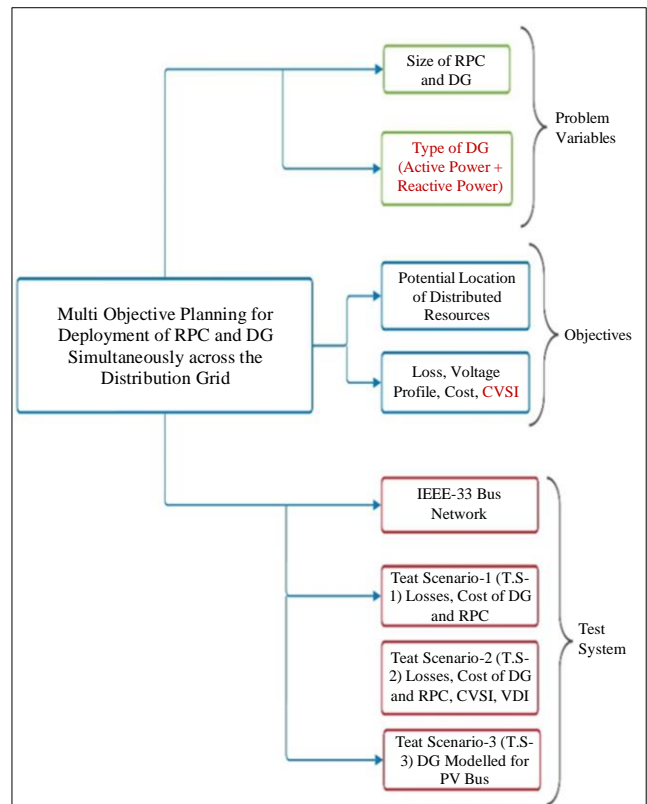 Size of RPC
and DG
Type of DG
(Active Power +
Reactive Power)
Problem
Variables
Multi Objective Planning for
Deployment of RPC and DG
Simultaneously across the
Distribution Grid
Potential Location
of Distributed
Resources
Loss, Voltage
Profile, Cost, CVSI
Objectives
IEEE-33 Bus
Network
Teat Scenario-1 (T.S-
1) Losses, Cost of DG
and RPC
Teat Scenario-2 (T.S-
2) Losses, Cost of DG
and RPC, CVSI, VDI
Teat Scenario-3 (T.S-
3) DG Modelled for
PV Bus
Test
System